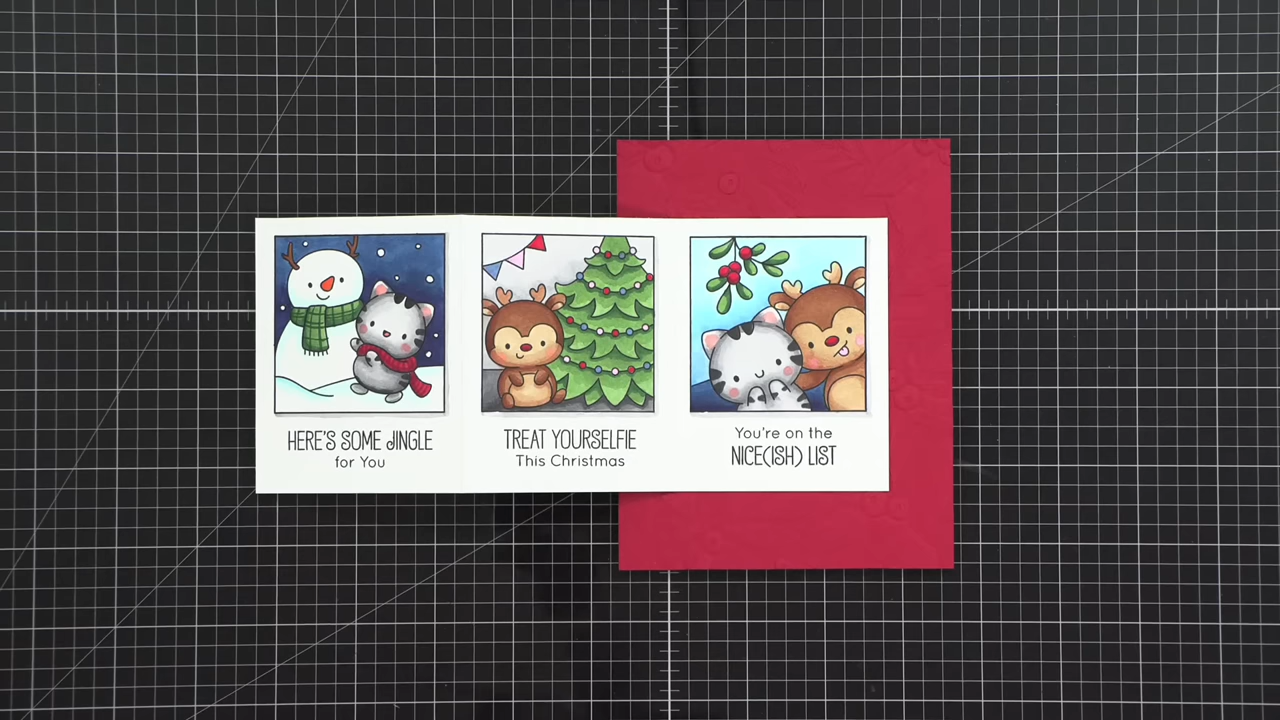 HERE'S SOME JINGLE
for You
TREAT YOURSELFIE
This Christmas
You're on the
NICE(ISH) LIST